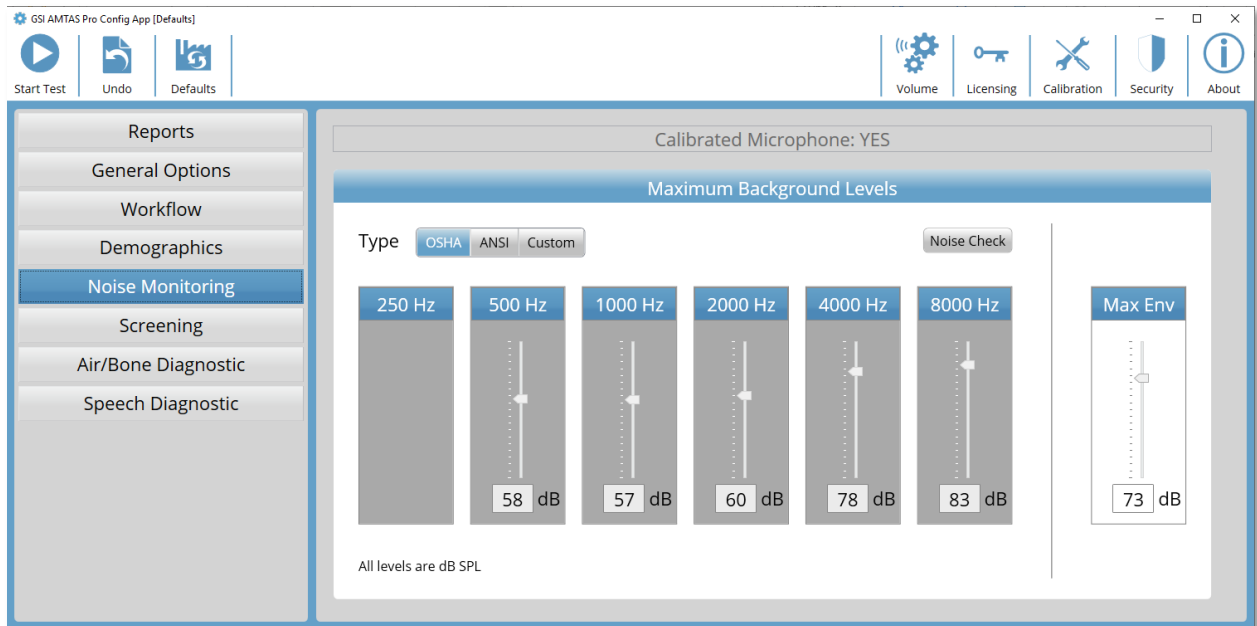 GSI AMTAS Pro Config App [Defaults]
Start Test Undo Defaults Volume Licensing Calibration Security About
Reports
General Options
Workflow
Demographics
Noise Monitoring
Screening
Air/Bone Diagnostic
Speech Diagnostic
Calibrated Microphone: YES
Maximum Background Levels
Type OSHA ANSI Custom Noise Check
250 Hz 500 Hz 1000 Hz 2000 Hz 4000 Hz 8000 Hz Max Env
58 dB 57 dB 60 dB 78 dB 83 dB 73 dB
All levels are dB SPL